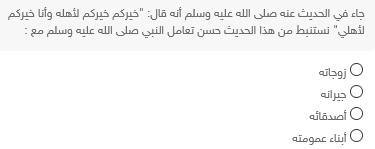 جاء في الحديث عنه صلى الله عليه وسلم أنه قال: "خيركم خيركم لأهله وأنا خيركم
لأهلي" نستنبط من هذا الحديث حسن تعامل النبي صلى الله عليه وسلم مع :
زوجاته
جيرانه
أصدقائه
أبناء عمومته